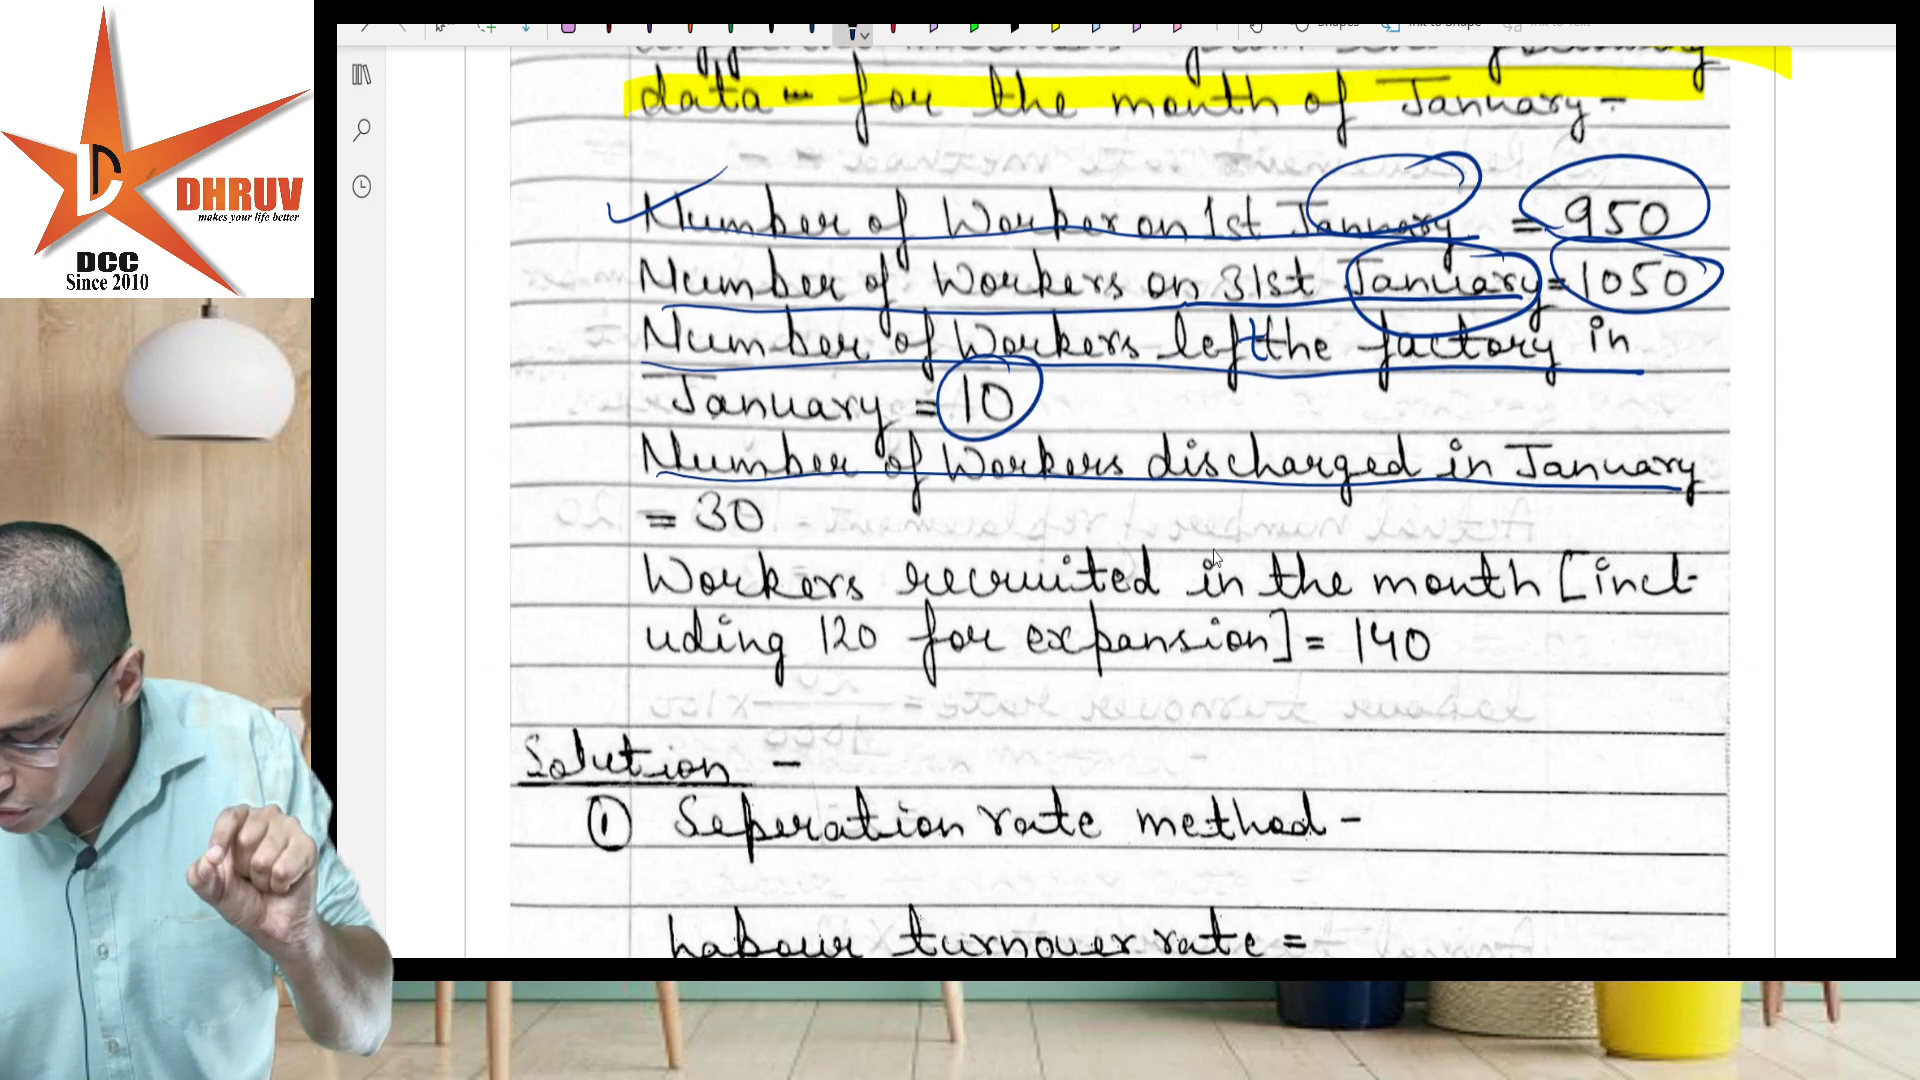 DHRUV
makes your life better
DCC
Since 2010
data - for the month of January -
Number of Worker on 1st January = 950
Number of Workers on 31st January = 1050
Number of Workers left the factory in
January = 10
Number of Workers discharged in January
= 30
Workers recruited in the month [incl-
uding 120 for expansion] = 140
Solution -
① Seperation rate method -
Labour turnover rate =